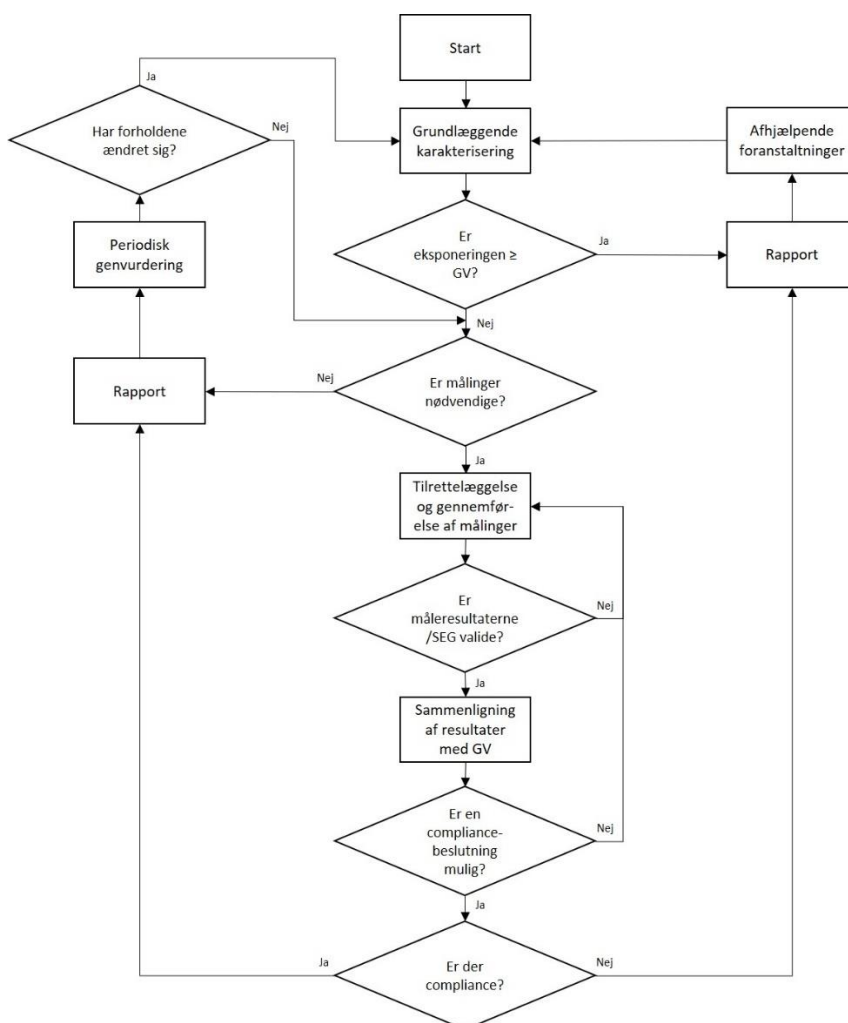 Start
Ja
Har forholdene
ændret sig?
Nej
Grundlæggende
karakterisering
Afhjælpende
foranstaltninger
Periodisk
genvurdering
Er
eksponeringen ≥
GV?
Ja
Rapport
Nej
Rapport
Nej
Er målinger
nødvendige?
Ja
Tilrettelæggelse
og gennemfør-
else af målinger
Er
måleresultaterne
/SEG valide?
Nej
Ja
Sammenligning
af resultater
med GV
Er en
compliance-
beslutning
mulig?
Nej
Ja
Ja
Er der
compliance?
Nej